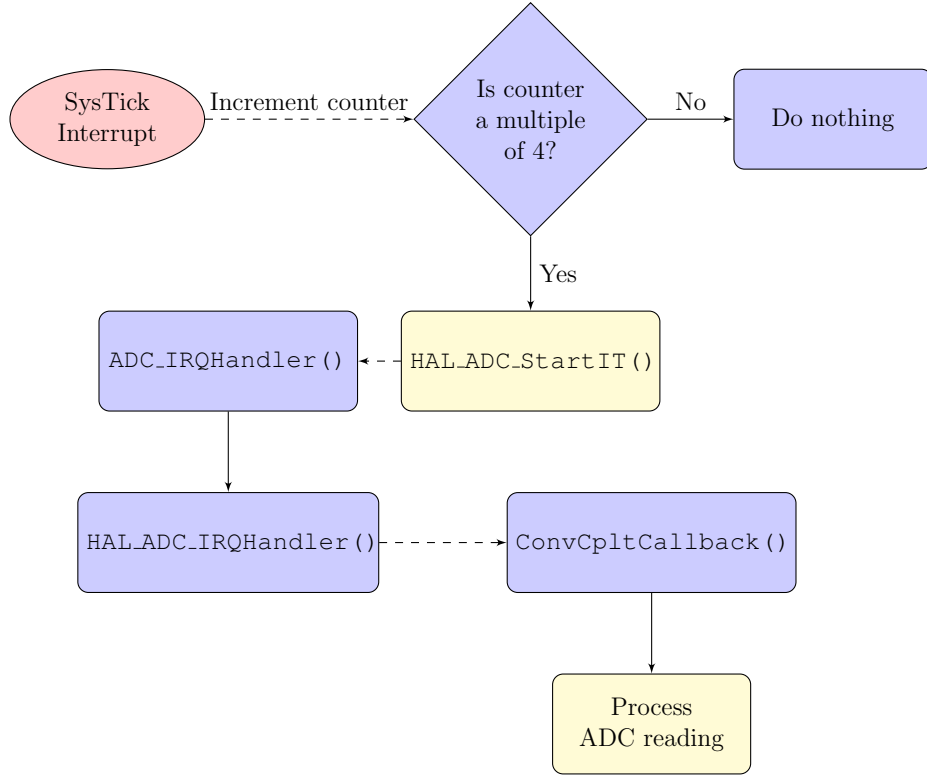 SysTick
Interrupt
Increment counter
Is counter
a multiple
of 4?
No
Do nothing
Yes
ADC_IRQHandler()
HAL_ADC_StartIT()
HAL_ADC_IRQHandler()
ConvCpltCallback()
Process
ADC reading